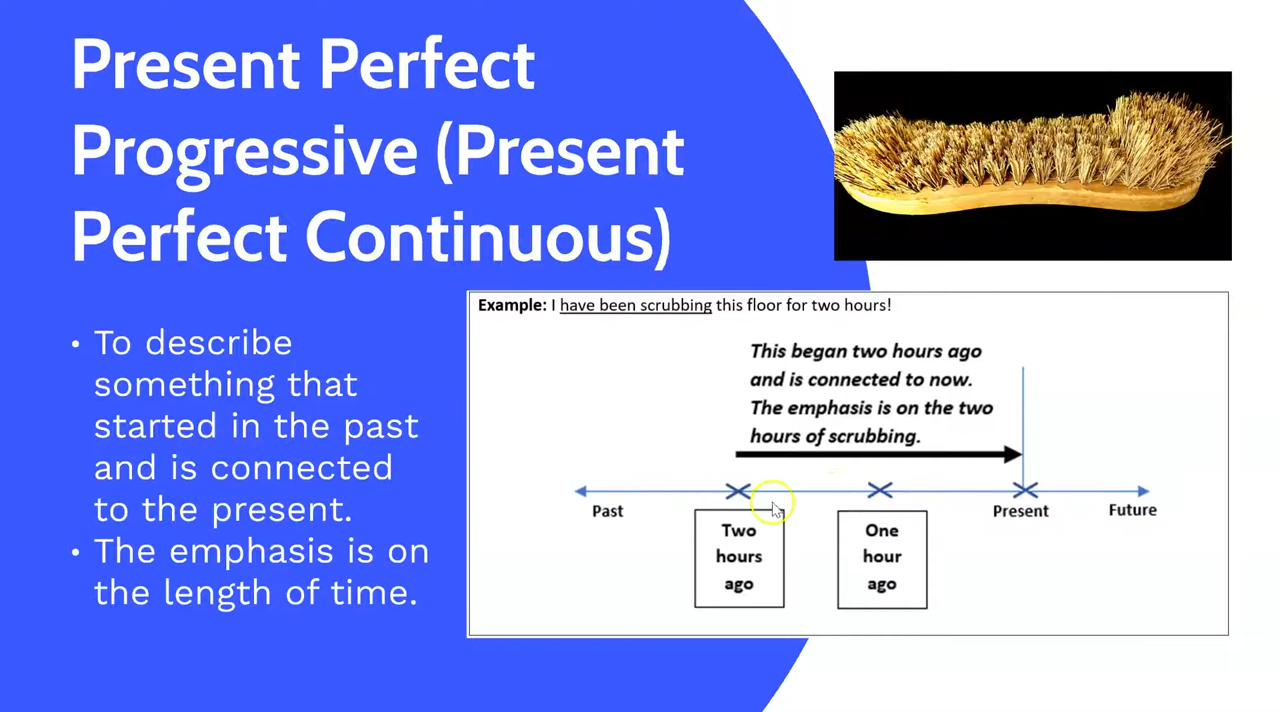 Present Perfect
Progressive (Present
Perfect Continuous)
• To describe
something that
started in the past
and is connected
to the present.
• The emphasis is on
the length of time.
Example: I have been scrubbing this floor for two hours!
This began two hours ago
and is connected to now.
The emphasis is on the two
hours of scrubbing.
Past
Present
Future
Two
hours
ago
One
hour
ago